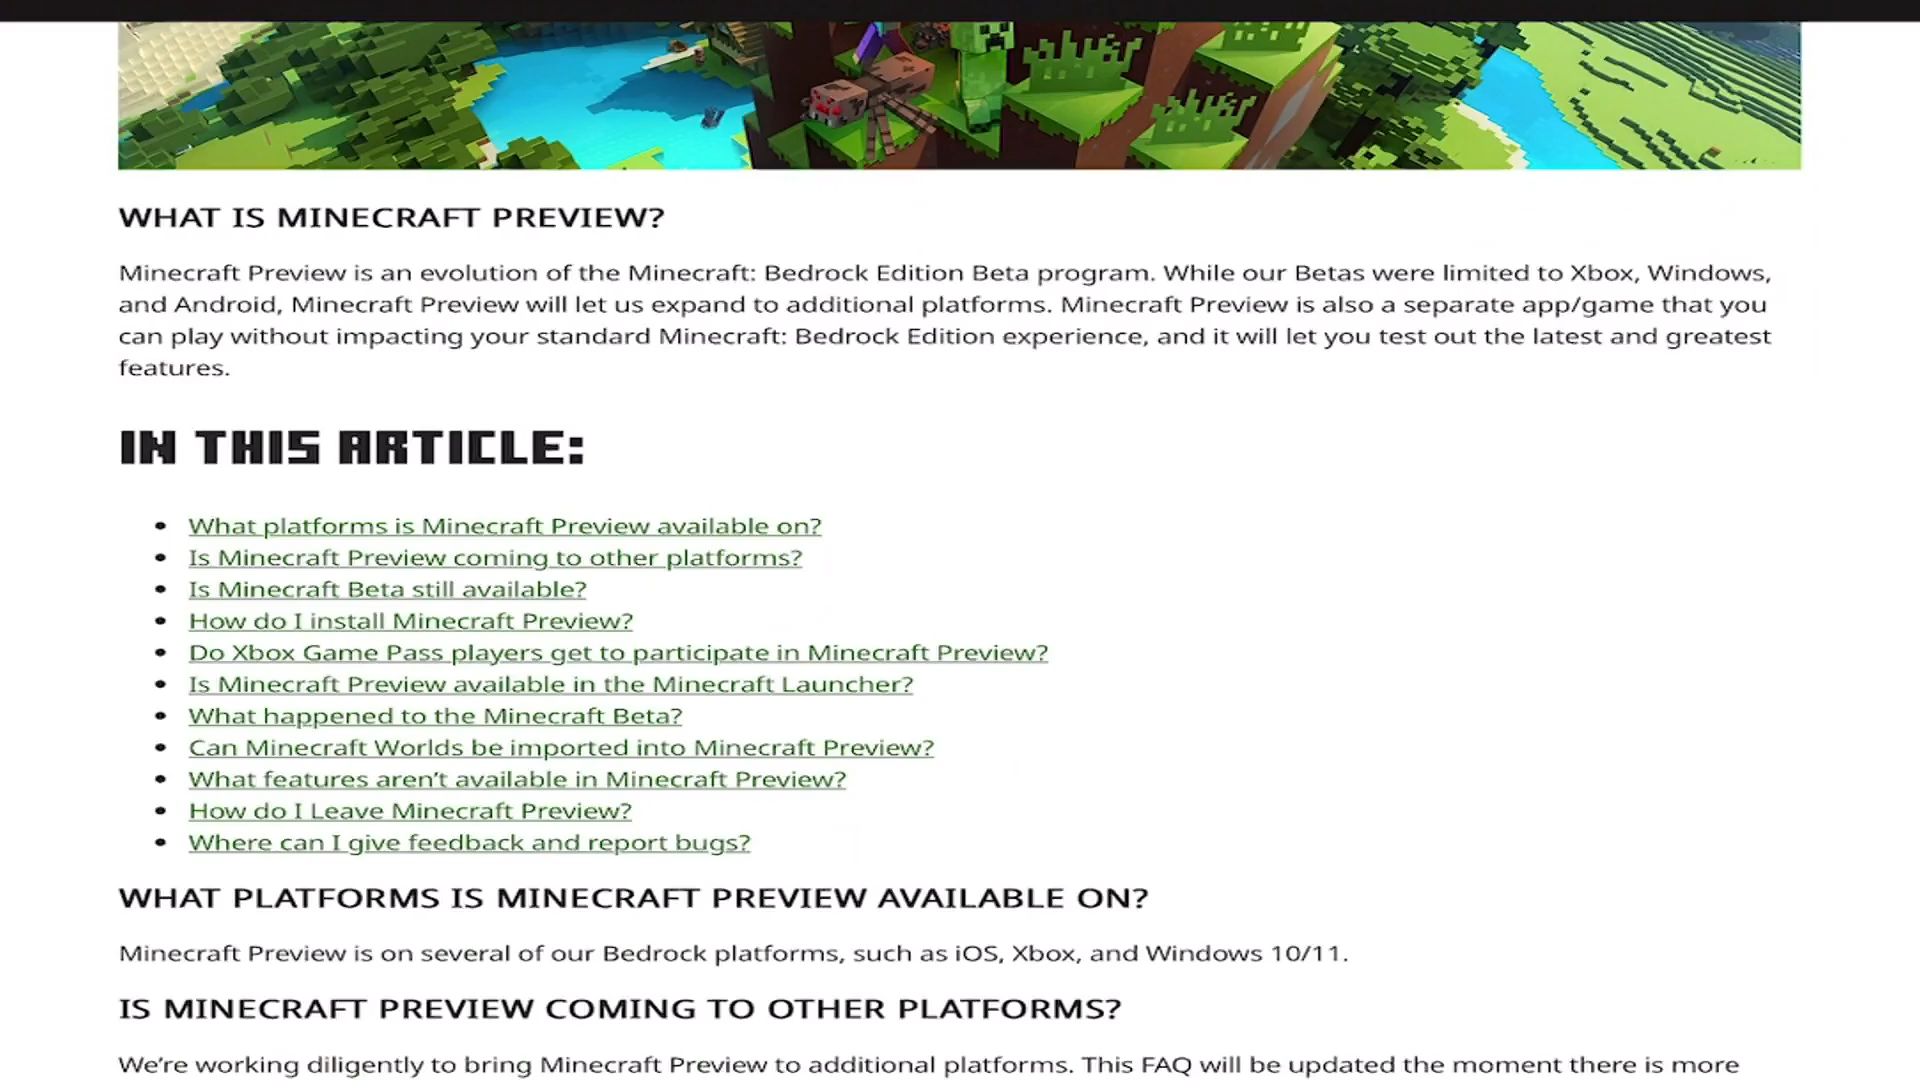 WHAT IS MINECRAFT PREVIEW?
Minecraft Preview is an evolution of the Minecraft: Bedrock Edition Beta program. While our Betas were limited to Xbox, Windows,
and Android, Minecraft Preview will let us expand to additional platforms. Minecraft Preview is also a separate app/game that you
can play without impacting your standard Minecraft: Bedrock Edition experience, and it will let you test out the latest and greatest
features.
IN THIS ARTICLE:
What platforms is Minecraft Preview available on?
Is Minecraft Preview coming to other platforms?
Is Minecraft Beta still available?
How do I install Minecraft Preview?
Do Xbox Game Pass players get to participate in Minecraft Preview?
Is Minecraft Preview available in the Minecraft Launcher?
What happened to the Minecraft Beta?
Can Minecraft Worlds be imported into Minecraft Preview?
What features aren’t available in Minecraft Preview?
How do I Leave Minecraft Preview?
Where can I give feedback and report bugs?
WHAT PLATFORMS IS MINECRAFT PREVIEW AVAILABLE ON?
Minecraft Preview is on several of our Bedrock platforms, such as iOS, Xbox, and Windows 10/11.
IS MINECRAFT PREVIEW COMING TO OTHER PLATFORMS?
We’re working diligently to bring Minecraft Preview to additional platforms. This FAQ will be updated the moment there is more